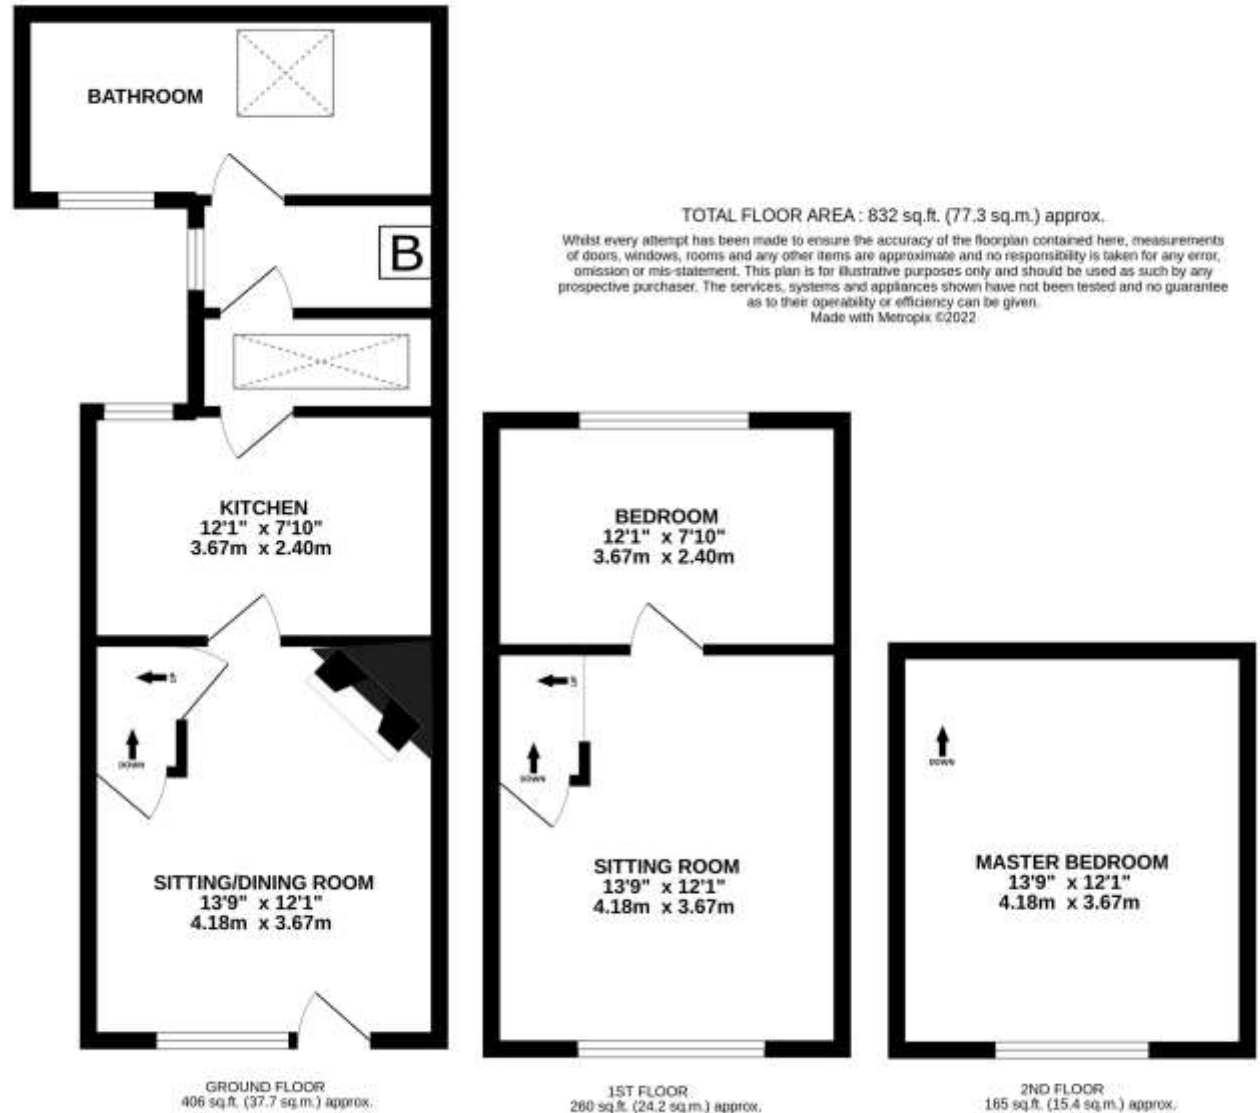 BATHROOM
B
TOTAL FLOOR AREA : 832 sq.ft. (77.3 sq.m.) approx.
Whilst every attempt has been made to ensure the accuracy of the floorplan contained here, measurements
of doors, windows, rooms and any other items are approximate and no responsibility is taken for any error,
omission or mis-statement. This plan is for illustrative purposes only and should be used as such by any
prospective purchaser. The services, systems and appliances shown have not been tested and no guarantee
as to their operability or efficiency can be given.
Made with Metropix ©2022
KITCHEN
12'1" x 7'10"
3.67m x 2.40m
DOWN
SITTING/DINING ROOM
13'9" x 12'1"
4.18m x 3.67m
GROUND FLOOR
406 sq.ft. (37.7 sq.m.) approx.
BEDROOM
12'1" x 7'10"
3.67m x 2.40m
DOWN
SITTING ROOM
13'9" x 12'1"
4.18m x 3.67m
1ST FLOOR
260 sq.ft. (24.2 sq.m.) approx.
DOWN
MASTER BEDROOM
13'9" x 12'1"
4.18m x 3.67m
2ND FLOOR
165 sq.ft. (15.4 sq.m.) approx.